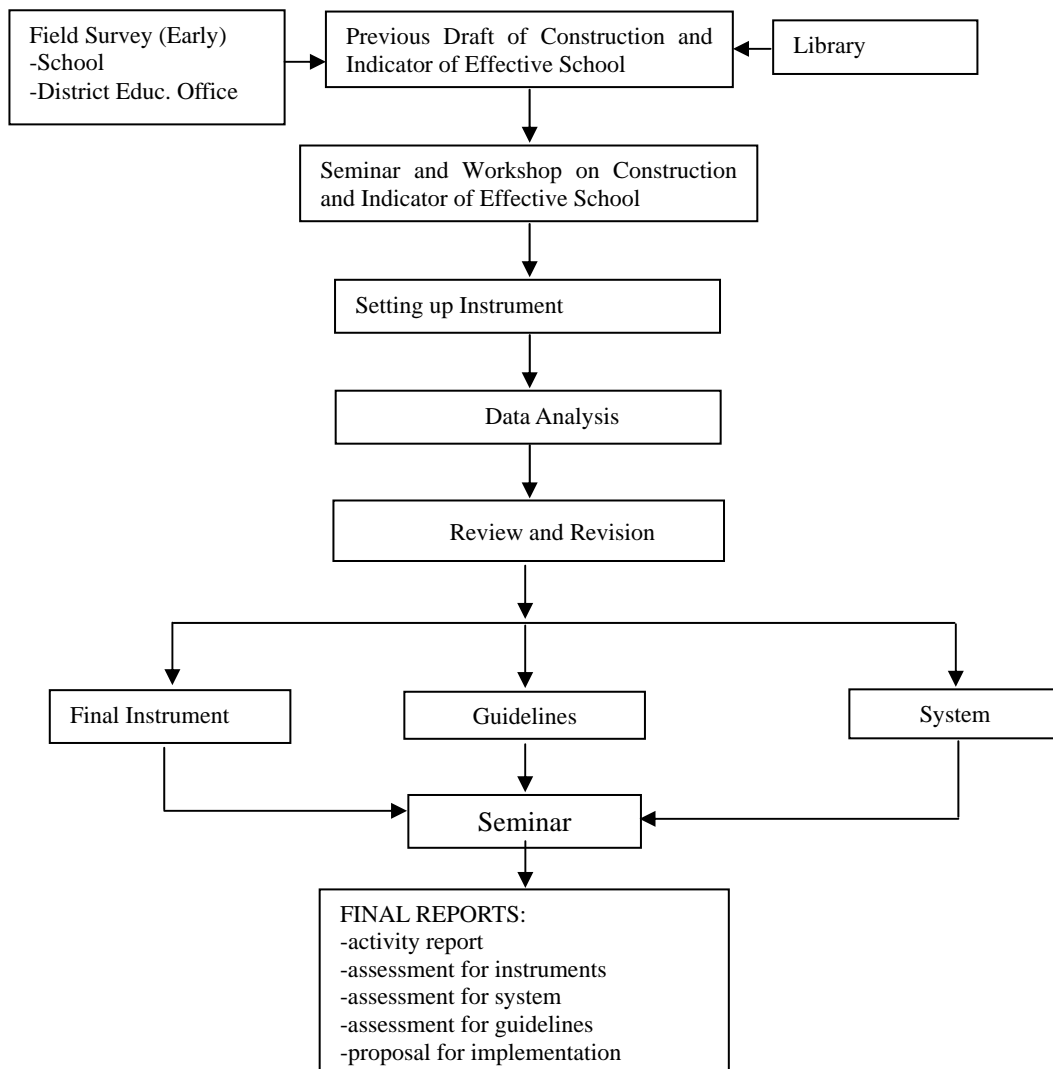 Field Survey (Early)
-School
-District Educ. Office
Previous Draft of Construction and
Indicator of Effective School
Library
Seminar and Workshop on Construction
and Indicator of Effective School
Setting up Instrument
Data Analysis
Review and Revision
Final Instrument
Guidelines
System
Seminar
FINAL REPORTS:
-activity report
-assessment for instruments
-assessment for system
-assessment for guidelines
-proposal for implementation